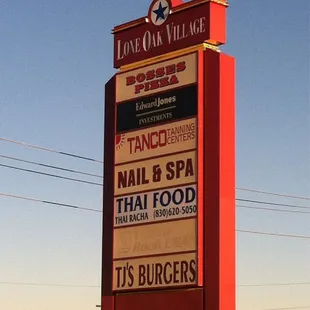 LONE OAK VILLAGE
BOSSES
PIZZA
Edward Jones
INVESTMENTS
TANCO TANNING
CENTERS
NAIL & SPA
THAI FOOD
THAI RACHA (830)620-5050
TJ'S BURGERS